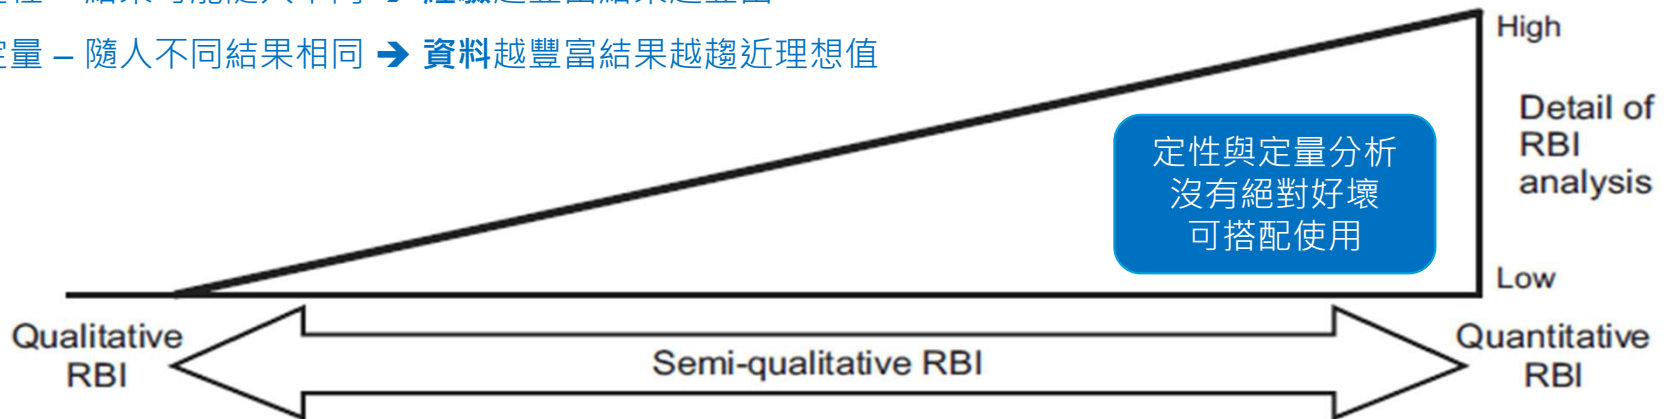 定量 – 隨人不同結果相同 ➔ 資料越豐富結果越趨近理想值
High
Detail of
RBI
analysis
定性與定量分析
沒有絕對好壞
可搭配使用
Low
Qualitative
RBI
Semi-qualitative RBI
Quantitative
RBI